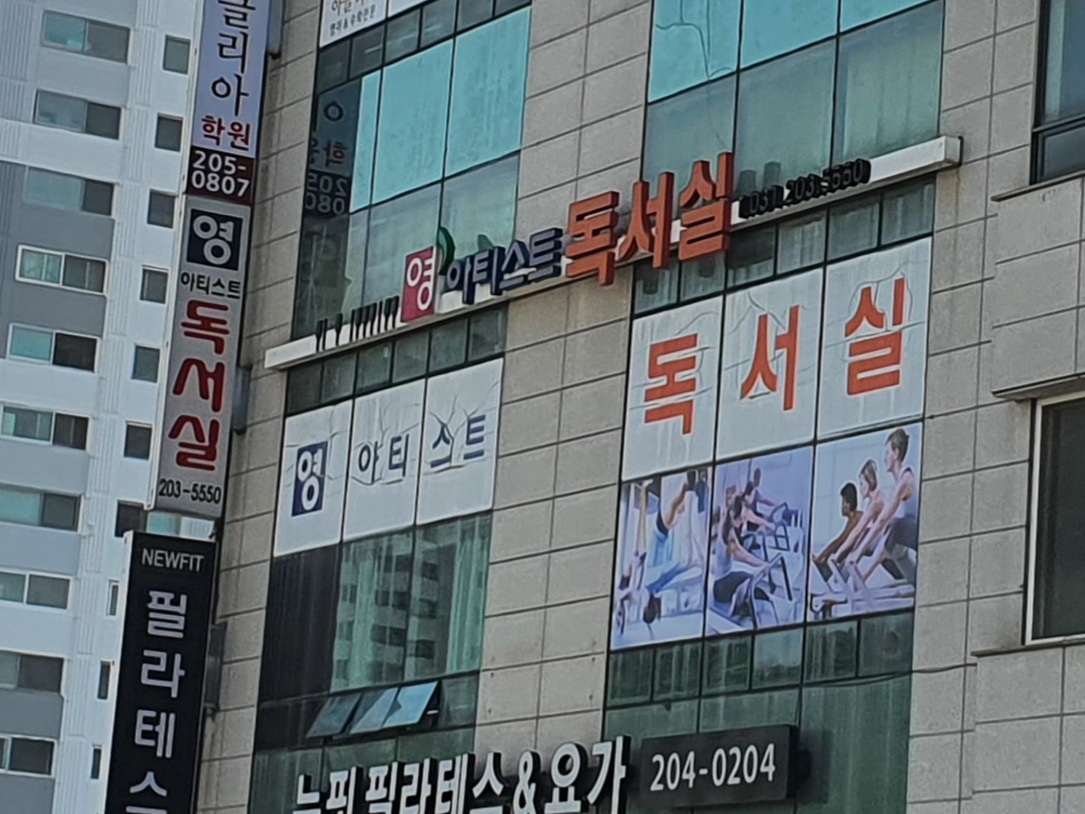 리아
학원
205-
0807
영
아티스트
독서실
203-5550
NEWFIT
필라테스
영 아티스트 독서실 (031) 203-5550
영 아티스트
독서실
뉴핏 필라테스&요가 204-0204